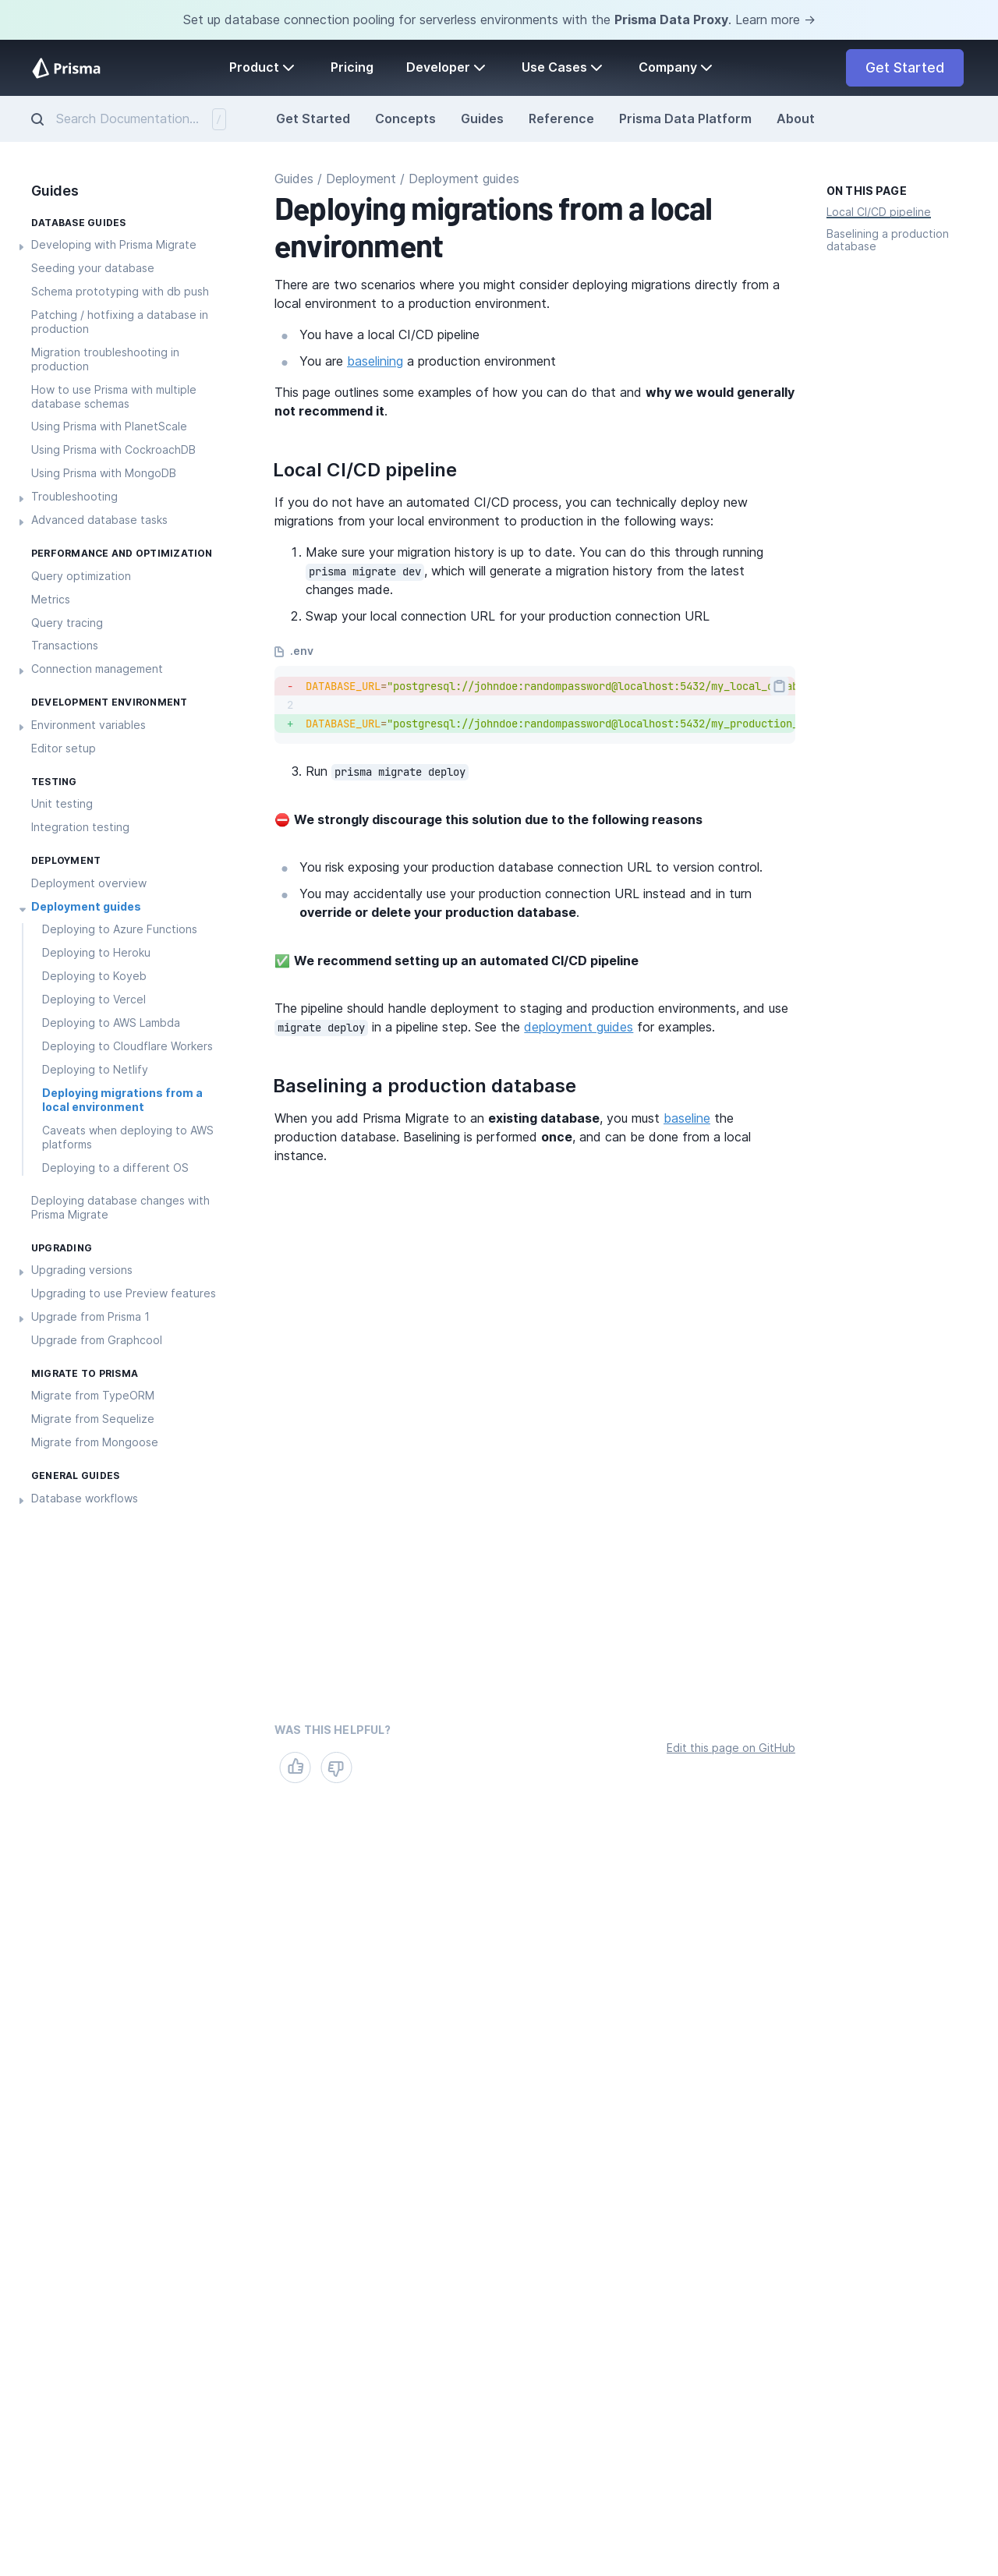 Set up database connection pooling for serverless environments with the Prisma Data Proxy. Learn more →
Prisma
Product
Pricing
Developer
Use Cases
Company
Get Started
Search Documentation...
/
Get Started
Concepts
Guides
Reference
Prisma Data Platform
About
Guides
DATABASE GUIDES
Developing with Prisma Migrate
Seeding your database
Schema prototyping with db push
Patching / hotfixing a database in
production
Migration troubleshooting in
production
How to use Prisma with multiple
database schemas
Using Prisma with PlanetScale
Using Prisma with CockroachDB
Using Prisma with MongoDB
Troubleshooting
Advanced database tasks
PERFORMANCE AND OPTIMIZATION
Query optimization
Metrics
Query tracing
Transactions
Connection management
DEVELOPMENT ENVIRONMENT
Environment variables
Editor setup
TESTING
Unit testing
Integration testing
DEPLOYMENT
Deployment overview
Deployment guides
Deploying to Azure Functions
Deploying to Heroku
Deploying to Koyeb
Deploying to Vercel
Deploying to AWS Lambda
Deploying to Cloudflare Workers
Deploying to Netlify
Deploying migrations from a
local environment
Caveats when deploying to AWS
platforms
Deploying to a different OS
Deploying database changes with
Prisma Migrate
UPGRADING
Upgrading versions
Upgrading to use Preview features
Upgrade from Prisma 1
Upgrade from Graphcool
MIGRATE TO PRISMA
Migrate from TypeORM
Migrate from Sequelize
Migrate from Mongoose
GENERAL GUIDES
Database workflows
Guides / Deployment / Deployment guides
Deploying migrations from a local
environment
There are two scenarios where you might consider deploying migrations directly from a
local environment to a production environment.
You have a local CI/CD pipeline
You are baselining a production environment
This page outlines some examples of how you can do that and why we would generally
not recommend it.
Local CI/CD pipeline
If you do not have an automated CI/CD process, you can technically deploy new
migrations from your local environment to production in the following ways:
1. Make sure your migration history is up to date. You can do this through running
prisma migrate dev, which will generate a migration history from the latest
changes made.
2. Swap your local connection URL for your production connection URL
.env
- DATABASE_URL="postgresql://johndoe:randompassword@localhost:5432/my_local_
2
+ DATABASE_URL="postgresql://johndoe:randompassword@localhost:5432/my_production_
3. Run prisma migrate deploy
⛔ We strongly discourage this solution due to the following reasons
You risk exposing your production database connection URL to version control.
You may accidentally use your production connection URL instead and in turn
override or delete your production database.
✅ We recommend setting up an automated CI/CD pipeline
The pipeline should handle deployment to staging and production environments, and use
migrate deploy in a pipeline step. See the deployment guides for examples.
Baselining a production database
When you add Prisma Migrate to an existing database, you must baseline the
production database. Baselining is performed once, and can be done from a local
instance.
WAS THIS HELPFUL?
Edit this page on GitHub
ON THIS PAGE
Local CI/CD pipeline
Baselining a production
database